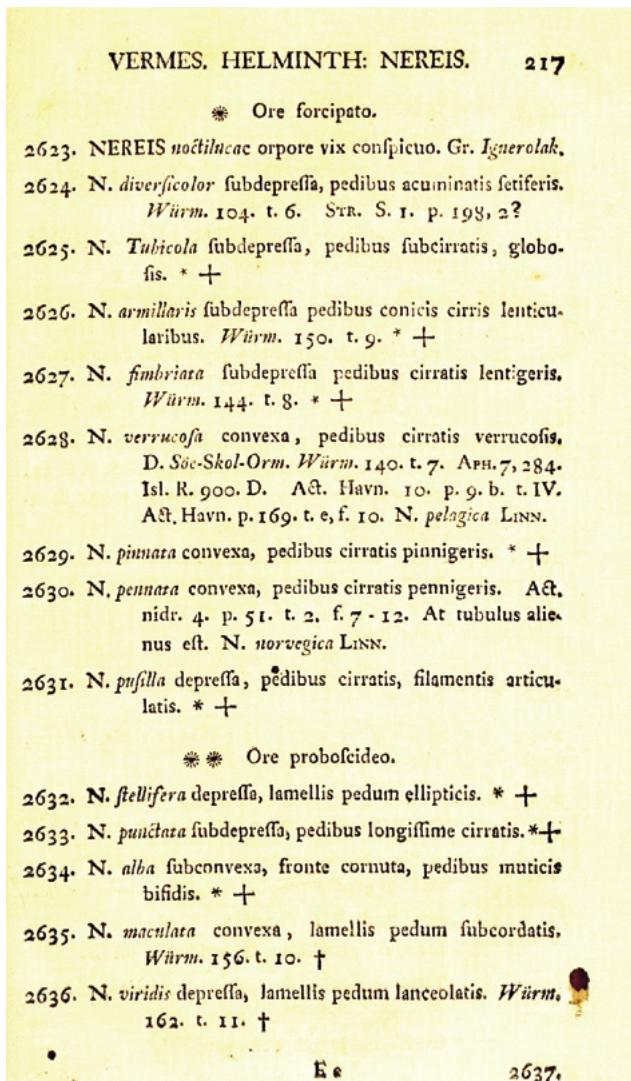 VERMES. HELMINTH: NEREIS. 217
⁕ Ore forcipato.
2623. NEREIS noctilucac orpore vix conſpicuo. Gr. Ignerolak.
2624. N. diverſicolor ſubdepreſſa, pedibus acuminatis ſetiferis.
Würm. 104. t. 6. STR. S. 1. p. 198, 2?
2625. N. Tubicola ſubdepreſſa, pedibus ſubcirratis, globo-
ſis. * +
2626. N. armillaris ſubdepreſſa pedibus conicis cirris lenticu-
laribus. Würm. 150. t. 9. * +
2627. N. fimbriata ſubdepreſſa pedibus cirratis lentigeris.
Würm. 144. t. 8. * +
2628. N. verrucoſa convexa, pedibus cirratis verrucoſis.
D. Söe-Skol-Orm. Würm. 140. t. 7. APH. 7, 284.
Isl. R. 900. D. Act. Havn. 10. p. 9. b. t. IV.
Act. Havn. p. 169. t. e, f. 10. N. pelagica LINN.
2629. N. pinnata convexa, pedibus cirratis pinnigeris. * +
2630. N. pennata convexa, pedibus cirratis pennigeris. Act.
nidr. 4. p. 51. t. 2. f. 7 - 12. At tubulus alie-
nus eſt. N. norvegica LINN.
2631. N. puſilla depreſſa, pedibus cirratis, filamentis articu-
latis. * +
⁕ ⁕ Ore proboſcideo.
2632. N. ſtellifera depreſſa, lamellis pedum ellipticis. * +
2633. N. punctata ſubdepreſſa, pedibus longiſſime cirratis. * +
2634. N. alba ſubconvexa, fronte cornuta, pedibus muticis
bifidis. * +
2635. N. maculata convexa, lamellis pedum ſubcordatis.
Würm. 156. t. 10. †
2636. N. viridis depreſſa, lamellis pedum lanceolatis. Würm.
162. t. 11. †
E e 2637.